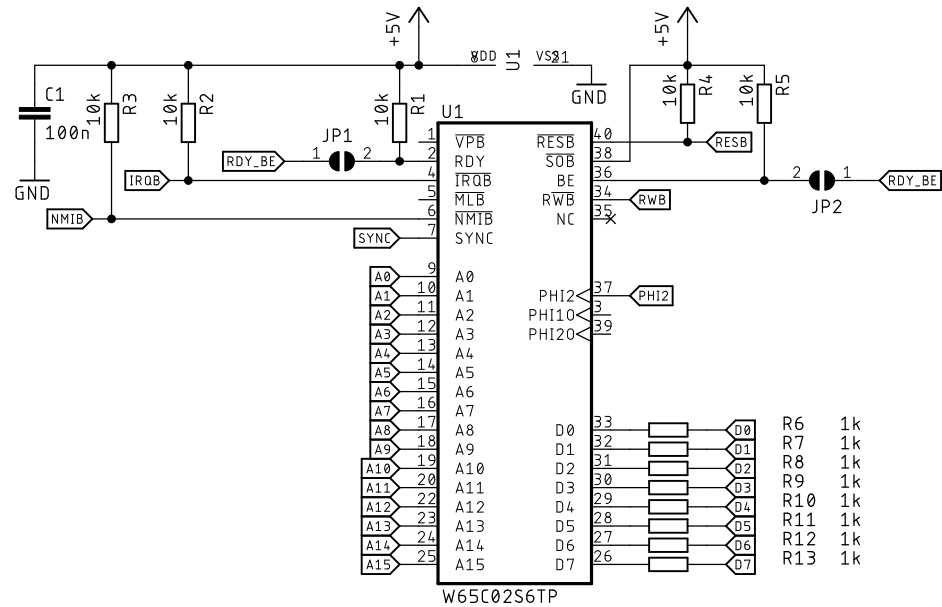 +5V
+5V
8 VDD U1 VSS 21
C1
100n
10k R3
10k R2
10k R1
10k R4
10k R5
GND
GND
U1
JP1
RDY_BE 1 2
IRQB
NMIB
SYNC
1 VPB
2 RDY
4 IRQB
5 MLB
6 NMIB
7 SYNC
RESB 40 RESB
SOB 38
BE 36
RWB 34 RWB
NC 35
2 1 RDY_BE
JP2
PHI2 37 PHI2
PHI1O 3
PHI2O 39
A0 9 A0
A1 10 A1
A2 11 A2
A3 12 A3
A4 13 A4
A5 14 A5
A6 15 A6
A7 16 A7
A8 17 A8 D0 33 D0 R6 1k
A9 18 A9 D1 32 D1 R7 1k
A10 19 A10 D2 31 D2 R8 1k
A11 20 A11 D3 30 D3 R9 1k
A12 22 A12 D4 29 D4 R10 1k
A13 23 A13 D5 28 D5 R11 1k
A14 24 A14 D6 27 D6 R12 1k
A15 25 A15 D7 26 D7 R13 1k
W65C02S6TP